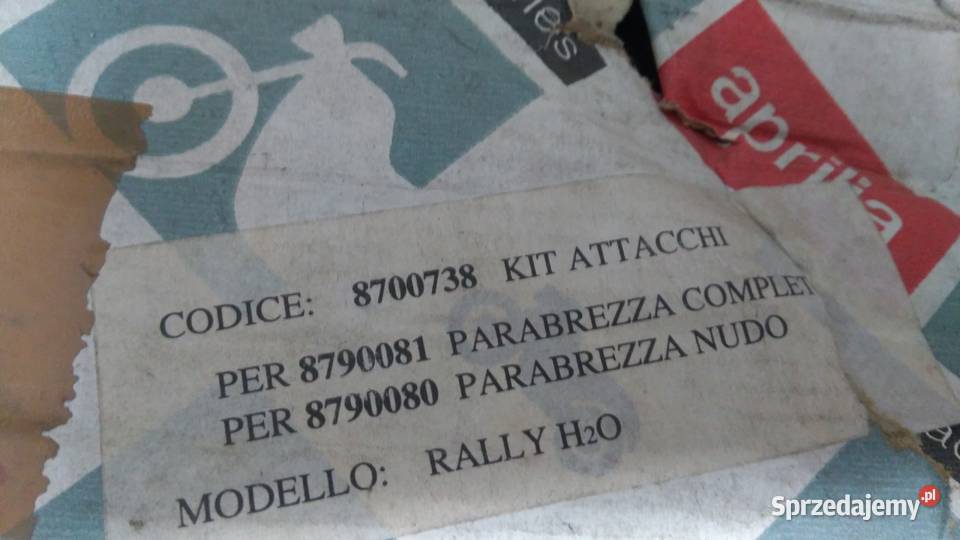 aprilia
CODICE: 8700738 KIT ATTACCHI
PER 8790081 PARABREZZA COMPLET
PER 8790080 PARABREZZA NUDO
MODELLO: RALLY H2O
Sprzedajemy.pl